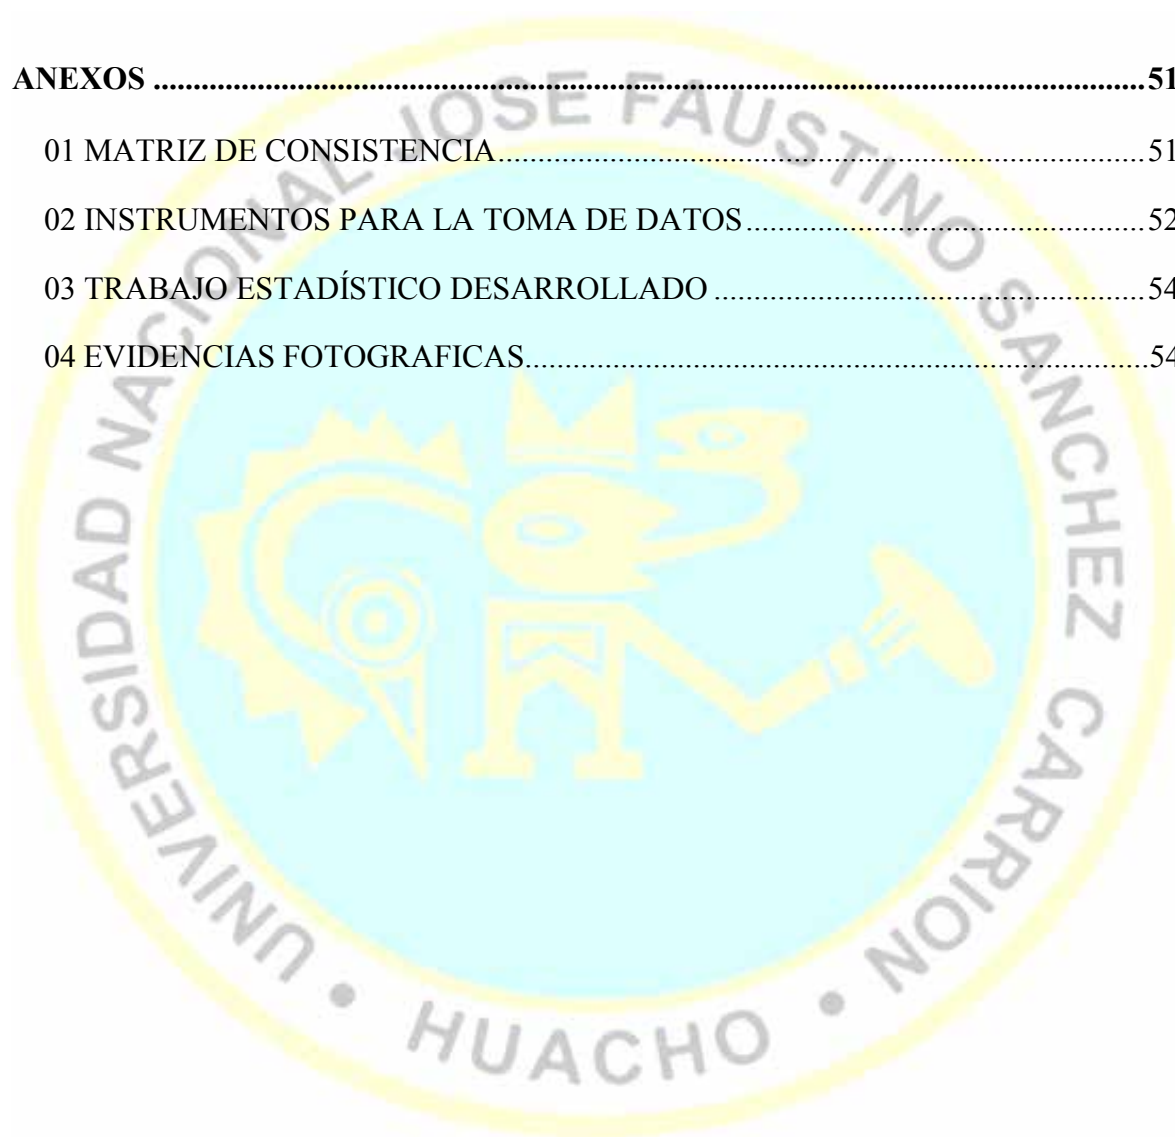 ANEXOS ........................................................................................................................ 51
01 MATRIZ DE CONSISTENCIA................................................................................ 51
02 INSTRUMENTOS PARA LA TOMA DE DATOS.................................................. 52
03 TRABAJO ESTADÍSTICO DESARROLLADO ...................................................... 54
04 EVIDENCIAS FOTOGRAFICAS..............................................................................54
UNIVERSIDAD NACIONAL JOSE FAUSTINO SANCHEZ CARRION
• HUACHO •